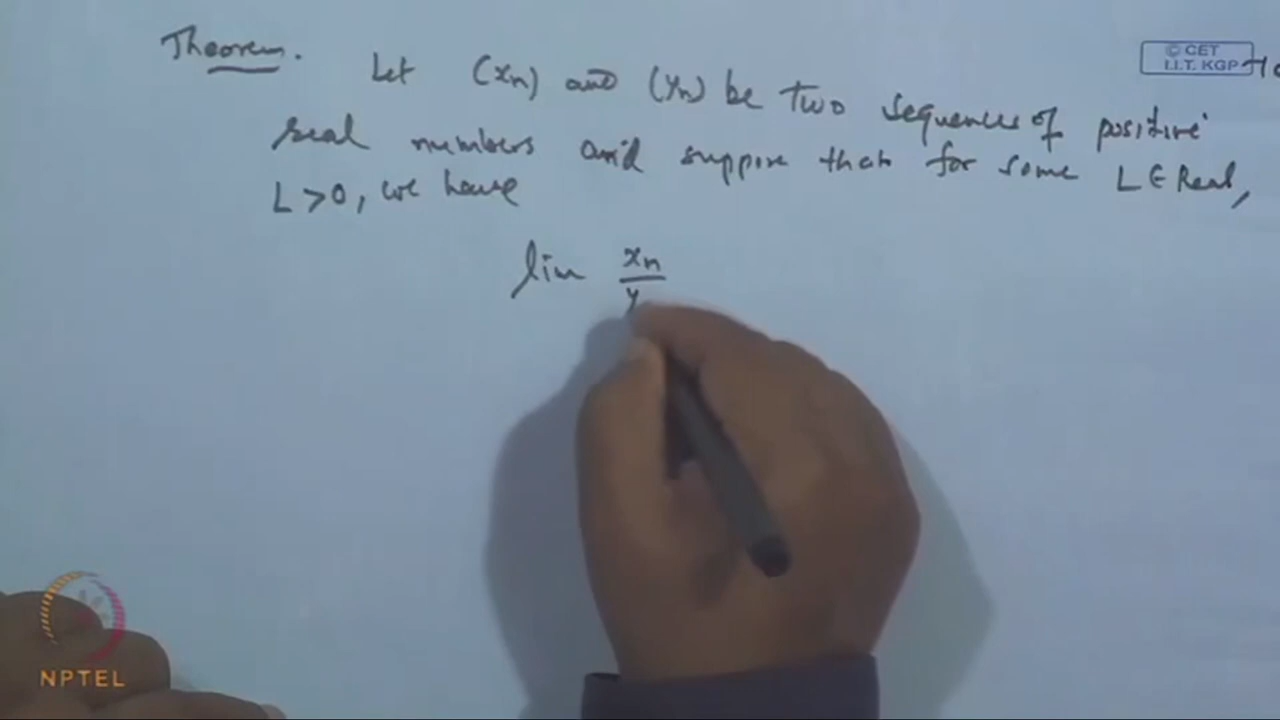 Theorem.
Let (xn) and (yn) be two sequences of positive
real numbers and suppose that for some L ∈ Real,
L > 0, we have
lim xn
y
© CET
I.I.T. KGP
NPTEL